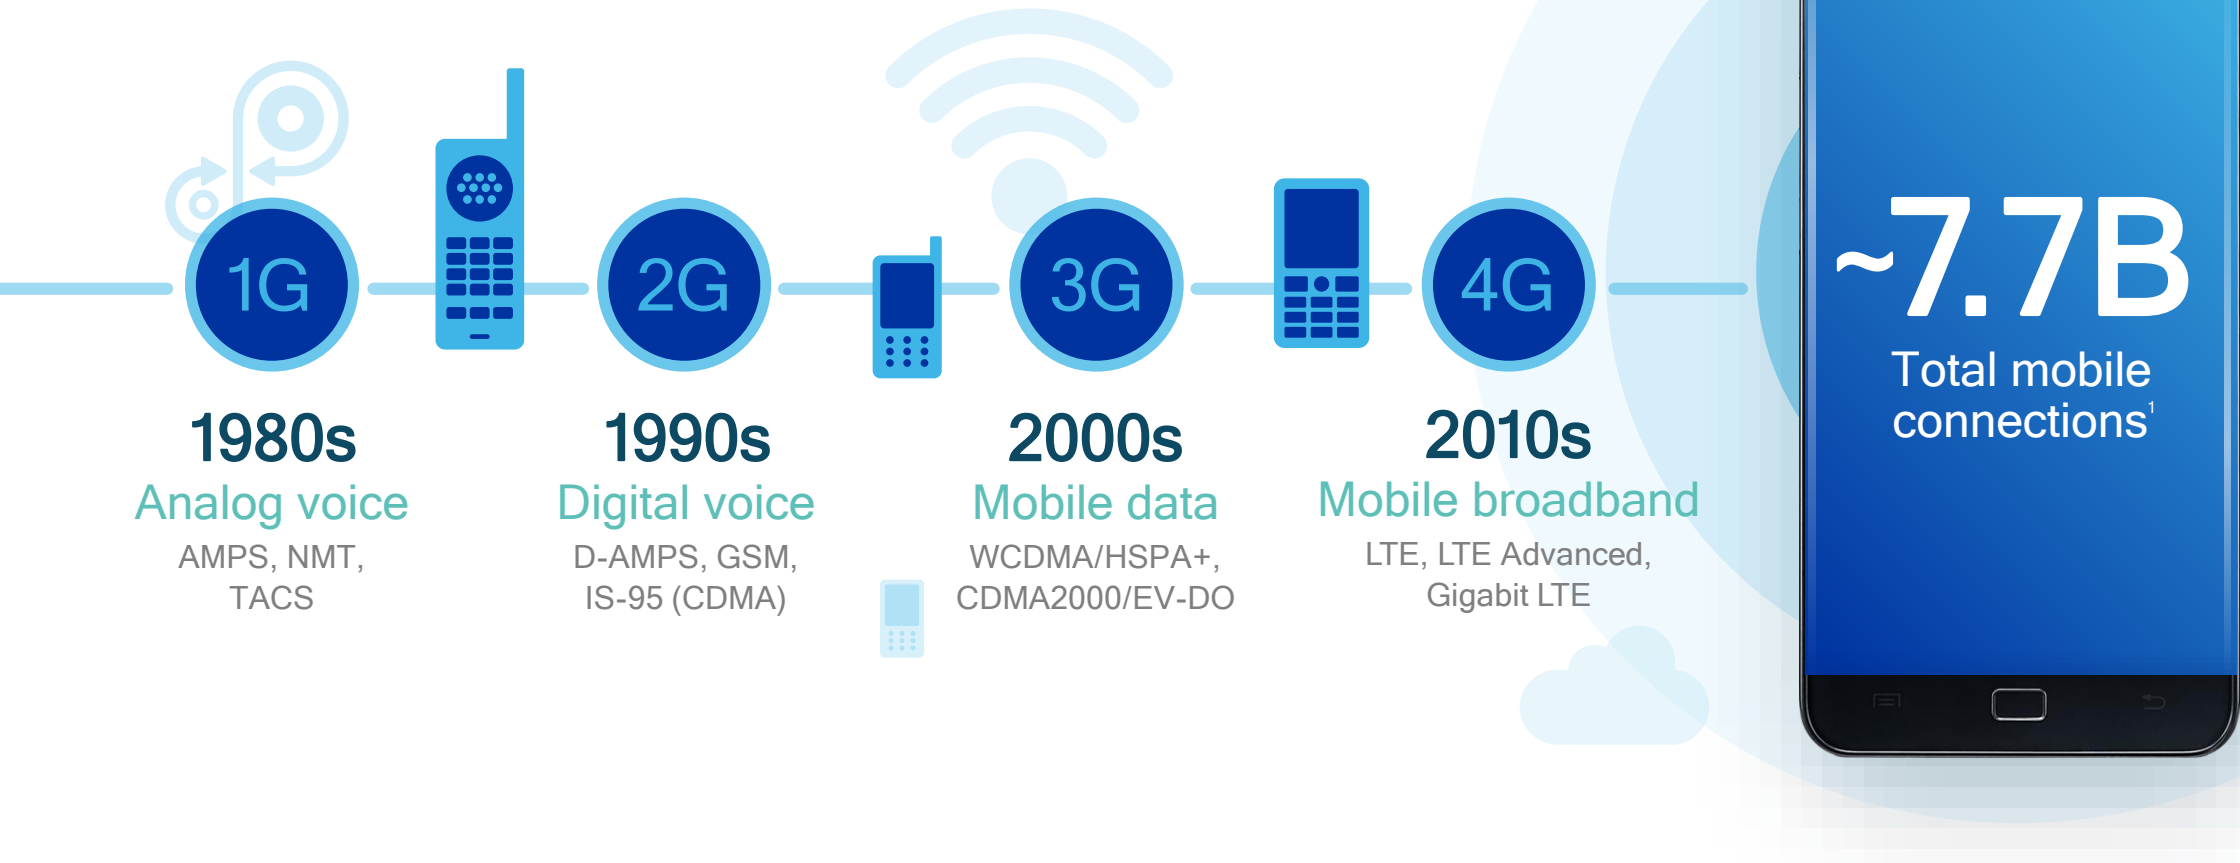 1G
1980s
Analog voice
AMPS, NMT,
TACS
2G
1990s
Digital voice
D-AMPS, GSM,
IS-95 (CDMA)
3G
2000s
Mobile data
WCDMA/HSPA+,
CDMA2000/EV-DO
4G
2010s
Mobile broadband
LTE, LTE Advanced,
Gigabit LTE
~7.7B
Total mobile
connections¹